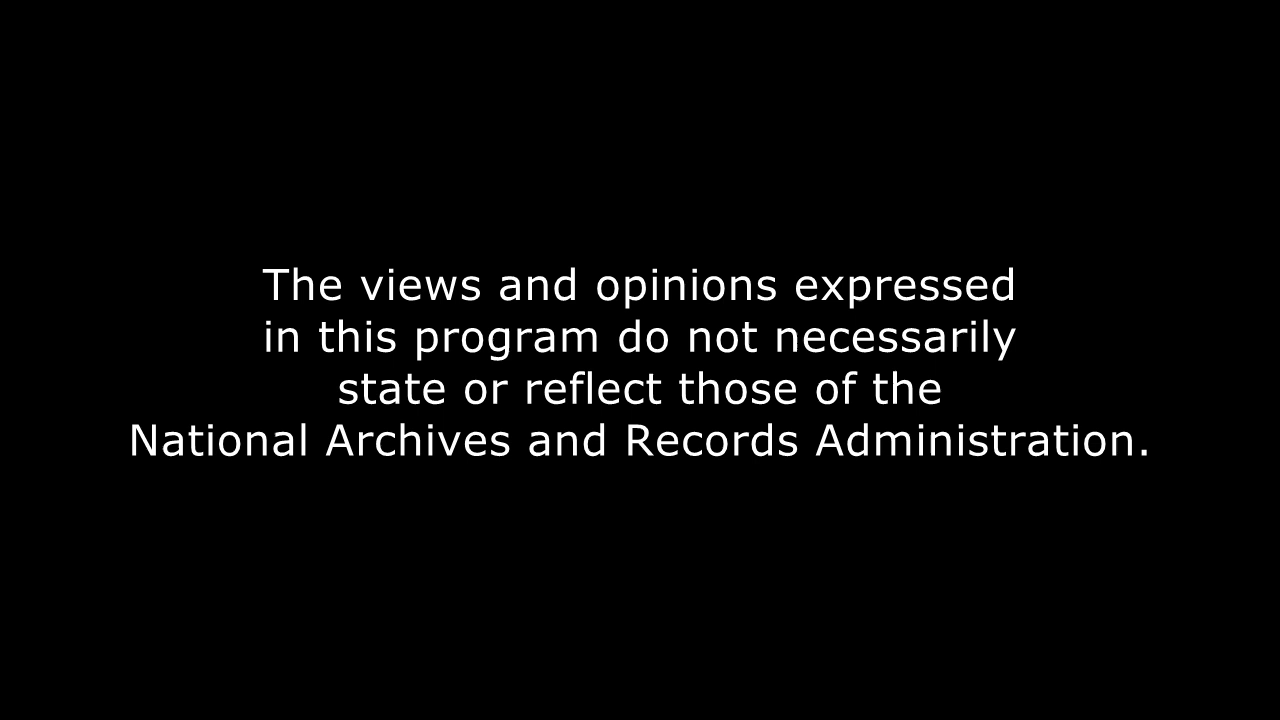 The views and opinions expressed
in this program do not necessarily
state or reflect those of the
National Archives and Records Administration.